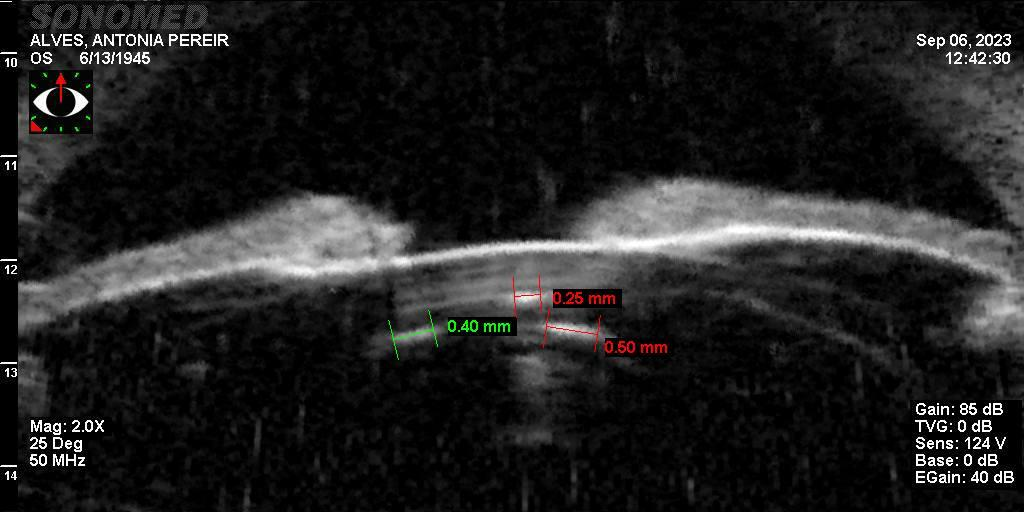 SONOMED
ALVES, ANTONIA PEREIR
OS 6/13/1945
Sep 06, 2023
12:42:30
10
11
12
13
14
0.25 mm
0.40 mm
0.50 mm
Mag: 2.0X
25 Deg
50 MHz
Gain: 85 dB
TVG: 0 dB
Sens: 124 V
Base: 0 dB
EGain: 40 dB